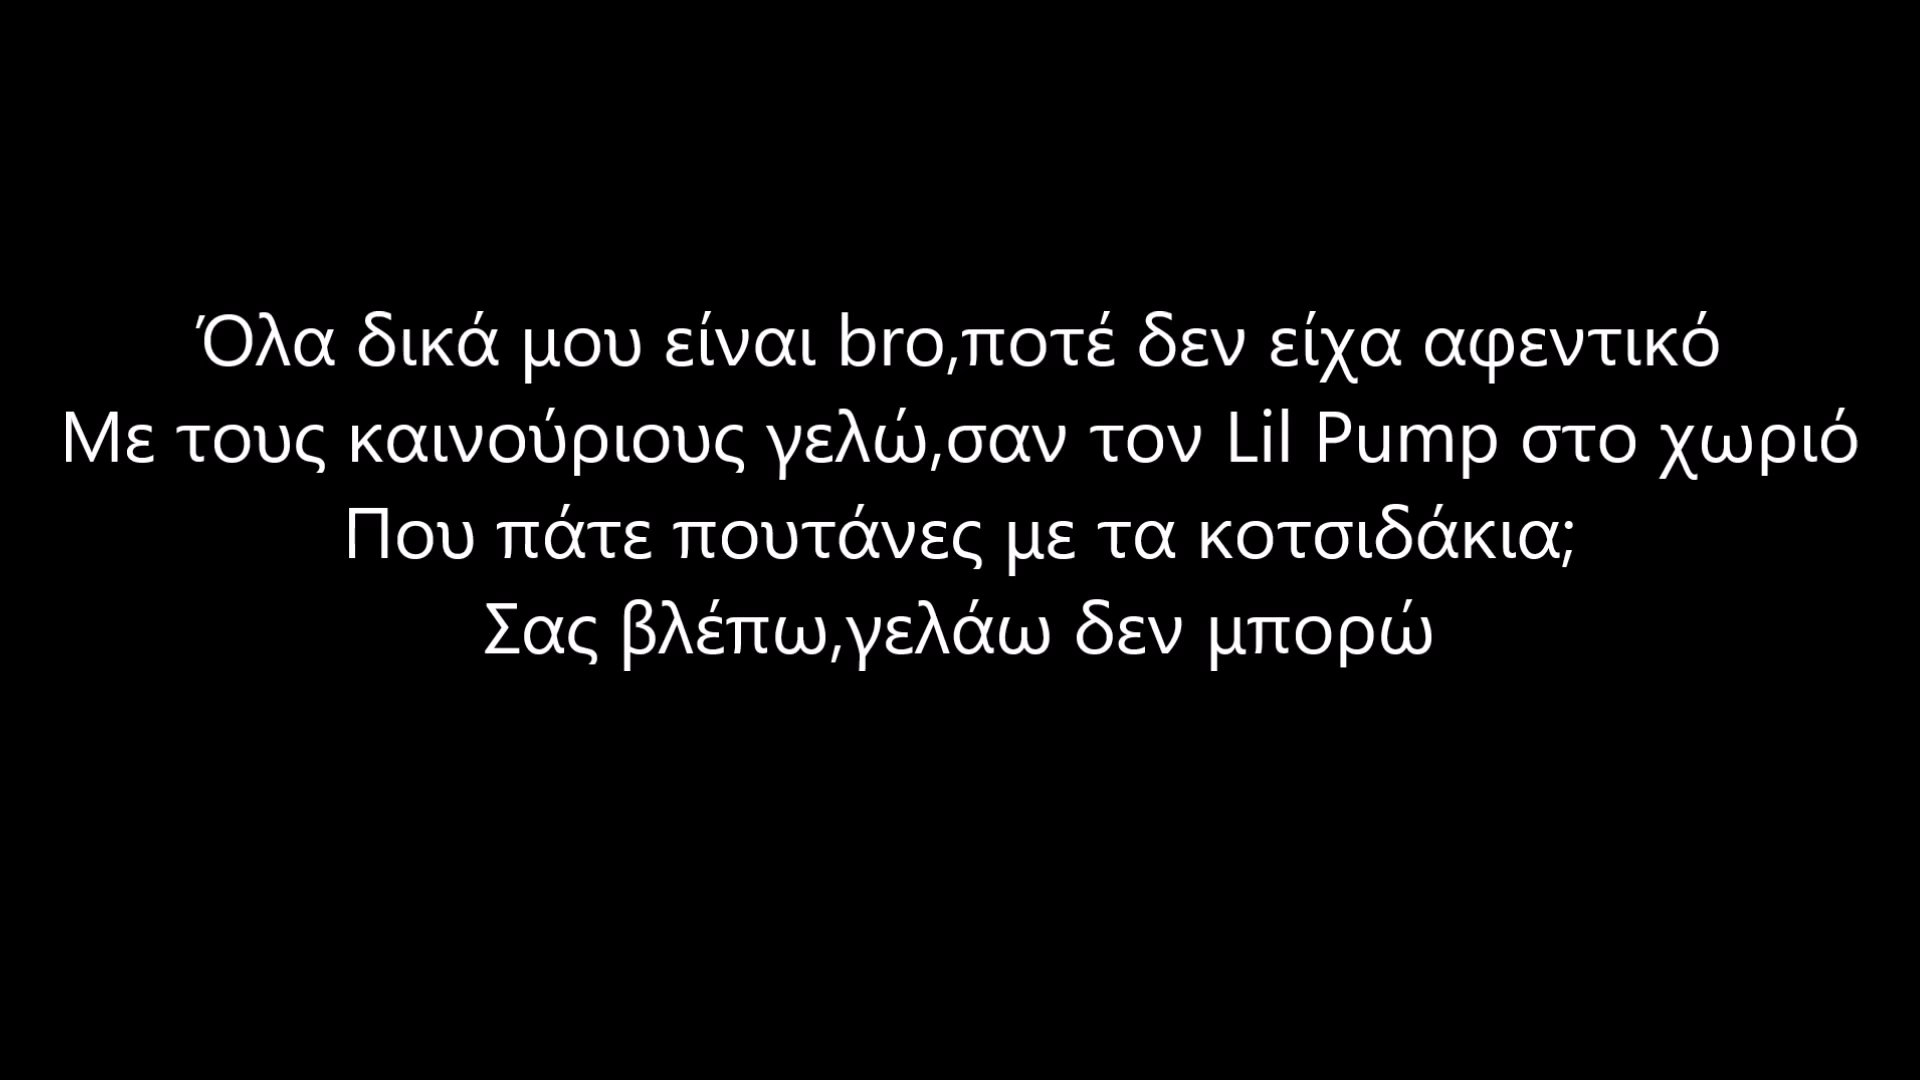 Όλα δικά μου είναι bro,ποτέ δεν είχα αφεντικό
Με τους καινούριους γελώ,σαν τον Lil Pump στο χωριό
Που πάτε πουτάνες με τα κοτσιδάκια;
Σας βλέπω,γελάω δεν μπορώ